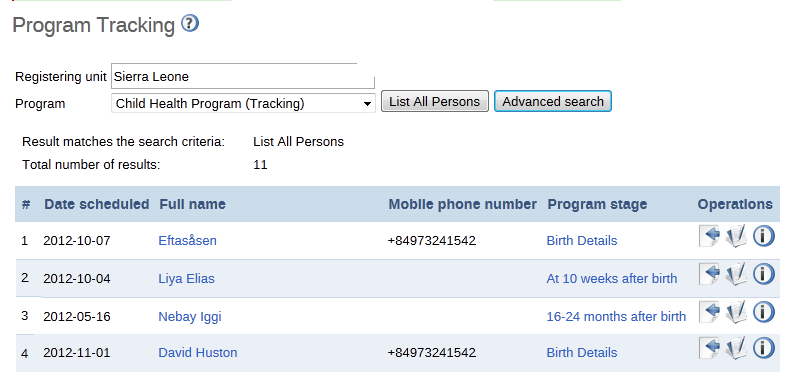 Program Tracking ?
Registering unit Sierra Leone
Program Child Health Program (Tracking) List All Persons Advanced search
Result matches the search criteria: List All Persons
Total number of results: 11
# Date scheduled Full name Mobile phone number Program stage Operations
1 2012-10-07 Eftasåsen +84973241542 Birth Details
2 2012-10-04 Liya Elias At 10 weeks after birth
3 2012-05-16 Nebay Iggi 16-24 months after birth
4 2012-11-01 David Huston +84973241542 Birth Details